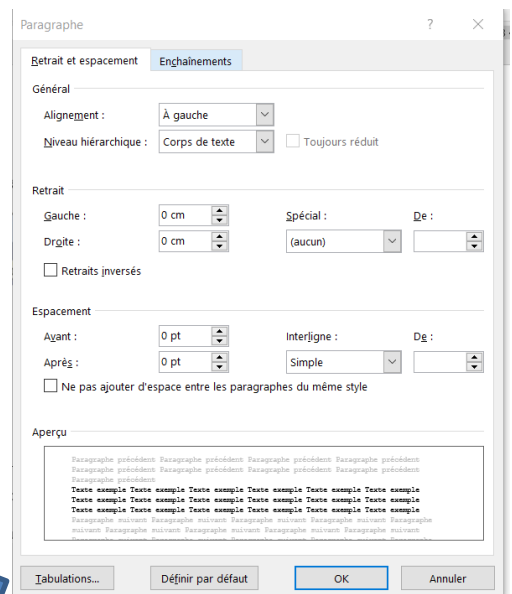 Paragraphe ? ×
Retrait et espacement Enchaînements
Général
Alignement : À gauche
Niveau hiérarchique : Corps de texte Toujours réduit
Retrait
Gauche : 0 cm Spécial : De :
Droite : 0 cm (aucun)
Retraits inversés
Espacement
Avant : 0 pt Interligne : De :
Après : 0 pt Simple
Ne pas ajouter d'espace entre les paragraphes du même style
Aperçu
Paragraphe précédent Paragraphe précédent Paragraphe précédent Paragraphe précédent
Paragraphe précédent Paragraphe précédent Paragraphe précédent Paragraphe précédent
Paragraphe précédent
Texte exemple Texte exemple Texte exemple Texte exemple Texte exemple Texte exemple
Texte exemple Texte exemple Texte exemple Texte exemple Texte exemple Texte exemple
Texte exemple Texte exemple Texte exemple Texte exemple Texte exemple Texte exemple
Paragraphe suivant Paragraphe suivant Paragraphe suivant Paragraphe suivant Paragraphe
suivant Paragraphe suivant Paragraphe suivant Paragraphe suivant Paragraphe suivant
Tabulations... Définir par défaut OK Annuler